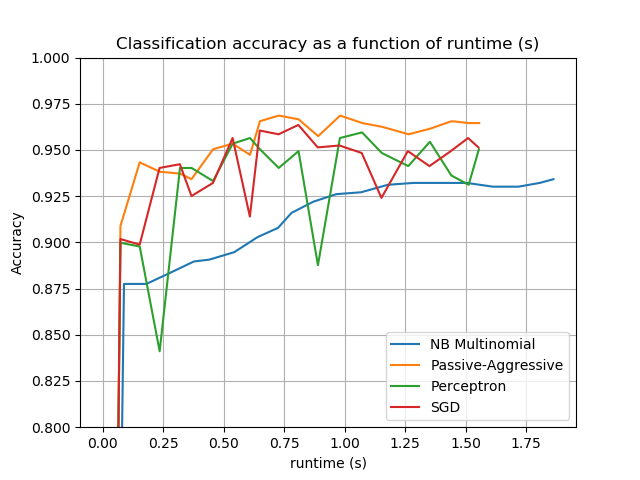 Classification accuracy as a function of runtime (s)
1.000
0.975
0.950
0.925
0.900
0.875
0.850
0.825
0.800
Accuracy
NB Multinomial
Passive-Aggressive
Perceptron
SGD
0.00 0.25 0.50 0.75 1.00 1.25 1.50 1.75
runtime (s)